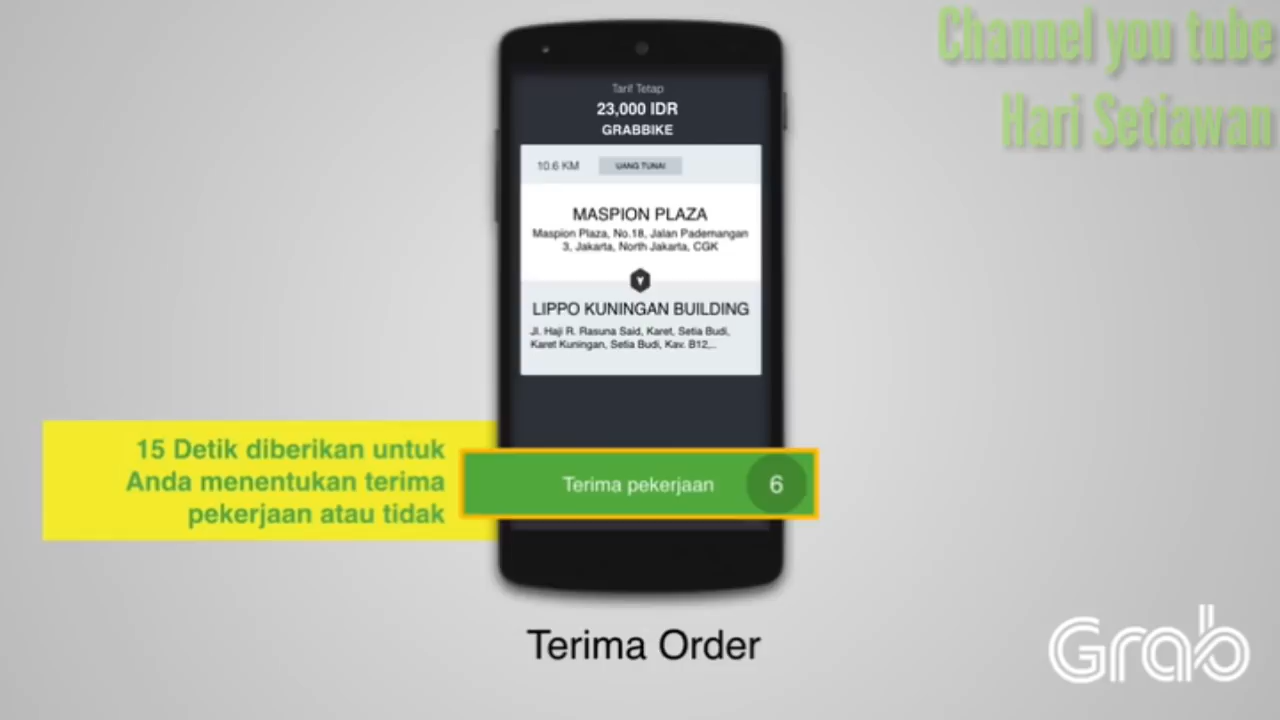 Channel you tube
Hari Setiawan
Tarif Tetap
23,000 IDR
GRABBIKE
10.6 KM
UANG TUNAI
MASPION PLAZA
Maspion Plaza, No.18, Jalan Pademangan
3, Jakarta, North Jakarta, CGK
LIPPO KUNINGAN BUILDING
Jl. Haji R. Rasuna Said, Karet, Setia Budi,
Karet Kuningan, Setia Budi, Kav. B12,..
15 Detik diberikan untuk
Anda menentukan terima
pekerjaan atau tidak
Terima pekerjaan 6
Terima Order
Grab